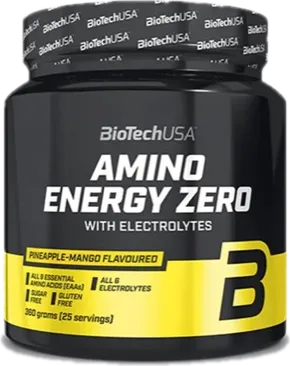 BioTechUSA
BioTechUSA
AMINO
ENERGY ZERO
WITH ELECTROLYTES
PINEAPPLE-MANGO FLAVOURED
ALL 9 ESSENTIAL
AMINO ACIDS (EAAs)
ALL 6
ELECTROLYTES
SUGAR
FREE
GLUTEN
FREE
360 grams (25 servings)
B